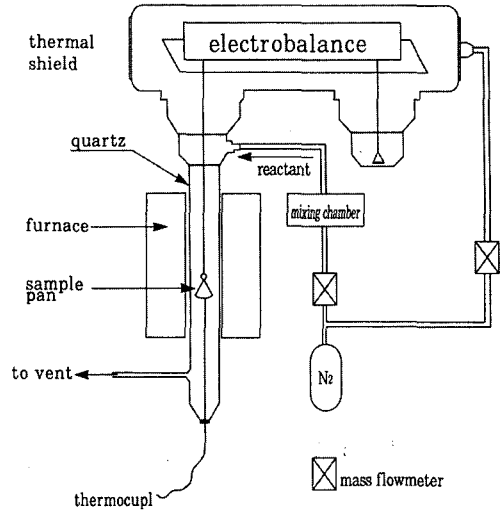 thermal
shield
electrobalance
quartz
reactant
mixing chamber
furnace
sample
pan
to vent
N2
mass flowmeter
thermocupl